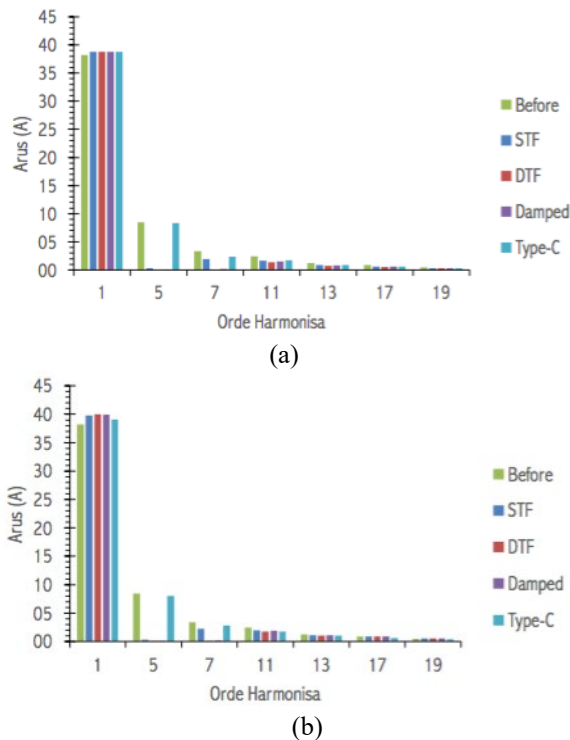 45
40
35
30
25
20
15
10
05
00
Arus (A)
1 5 7 11 13 17 19
Orde Harmonisa
Before
STF
DTF
Damped
Type-C
(a)
45
40
35
30
25
20
15
10
05
00
Arus (A)
1 5 7 11 13 17 19
Orde Harmonisa
Before
STF
DTF
Damped
Type-C
(b)